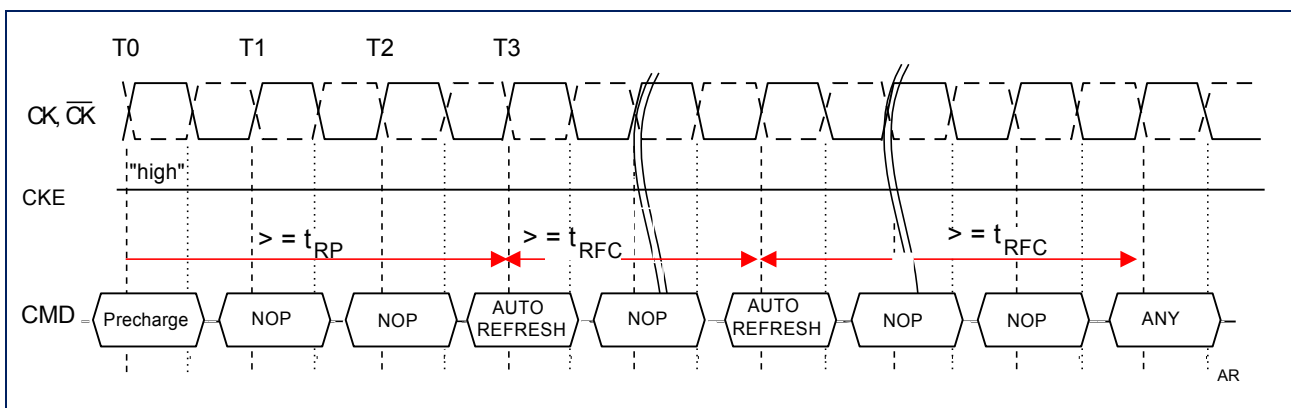 T0 T1 T2 T3
CK, C̅K̅
"high"
CKE
> = tRP > = tRFC > = tRFC
CMD Precharge NOP NOP AUTO REFRESH NOP AUTO REFRESH NOP NOP ANY
AR